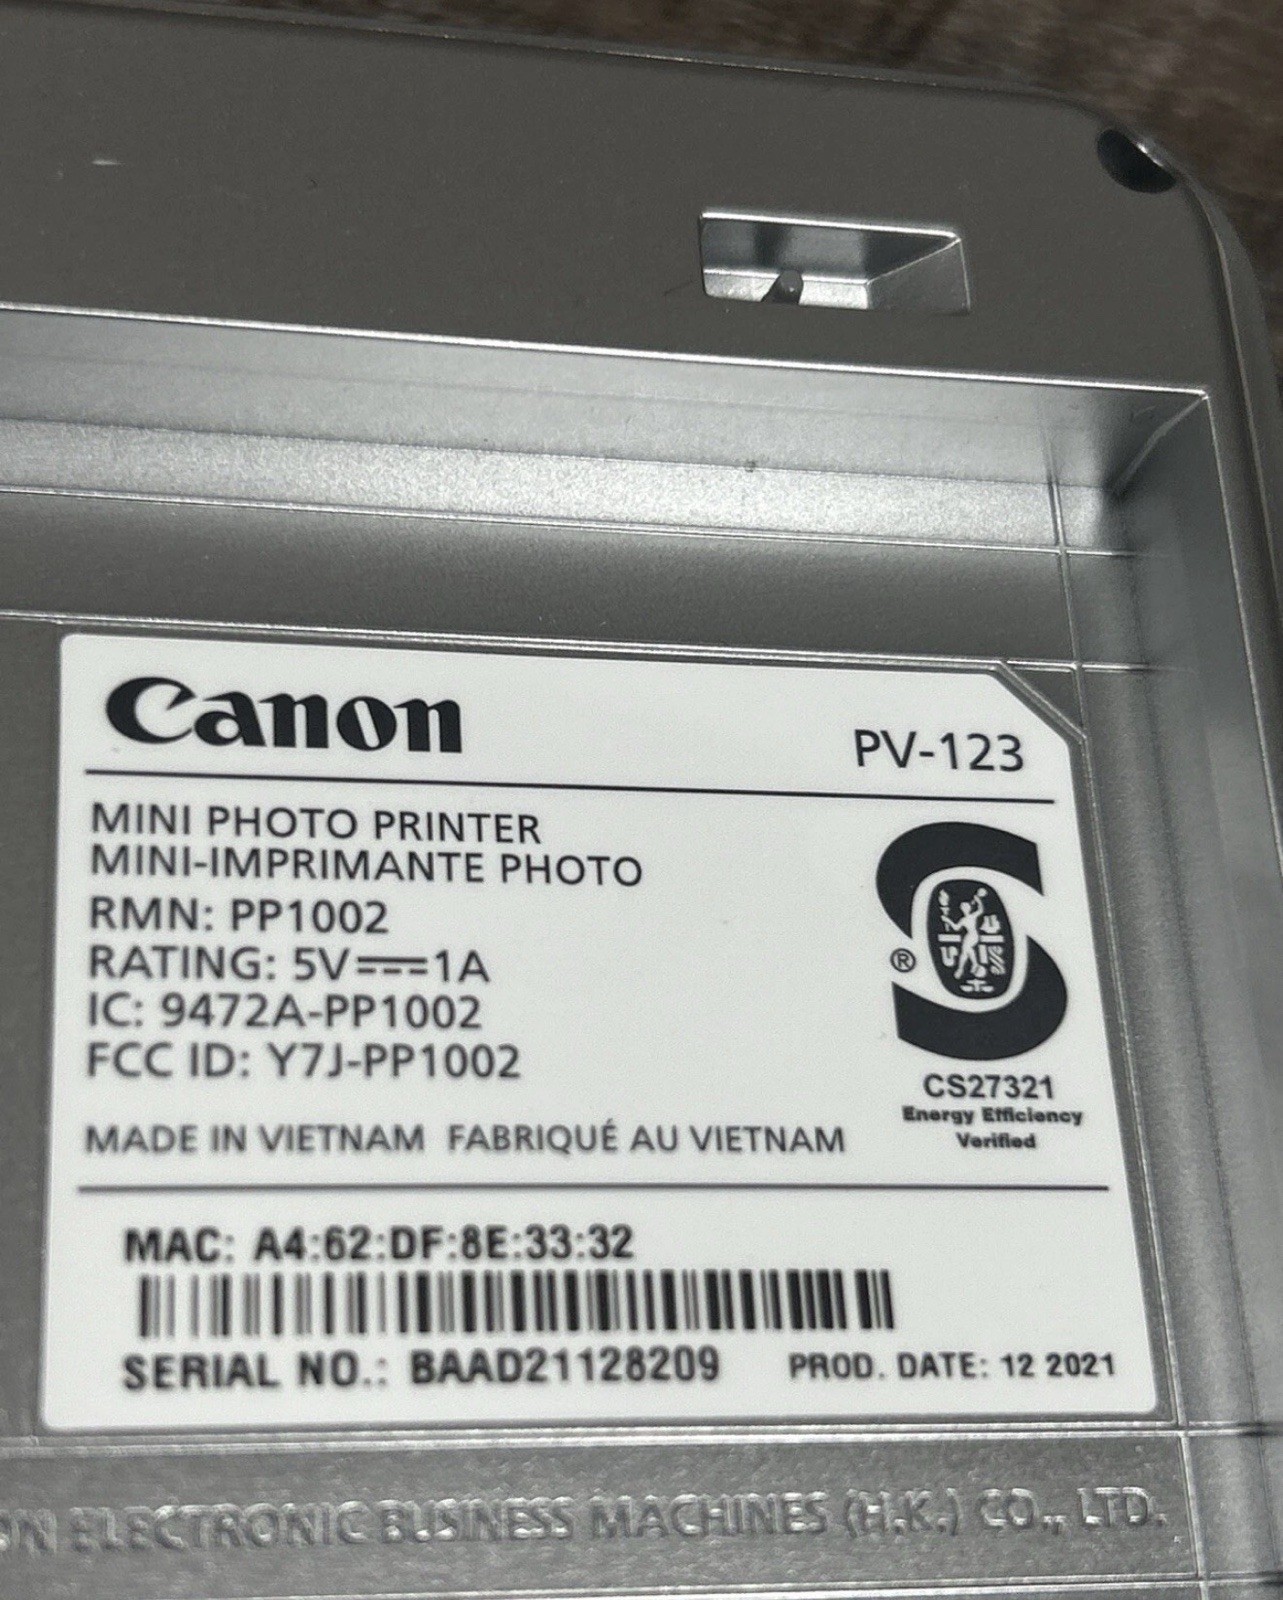 Canon
PV-123
MINI PHOTO PRINTER
MINI-IMPRIMANTE PHOTO
RMN: PP1002
RATING: 5V⎓1A
IC: 9472A-PP1002
FCC ID: Y7J-PP1002
®
CS27321
Energy Efficiency
Verified
MADE IN VIETNAM FABRIQUÉ AU VIETNAM
MAC: A4:62:DF:8E:33:32
SERIAL NO.: BAAD21128209 PROD. DATE: 12 2021
ON ELECTRONIC BUSINESS MACHINES (H.K.) CO., LTD.